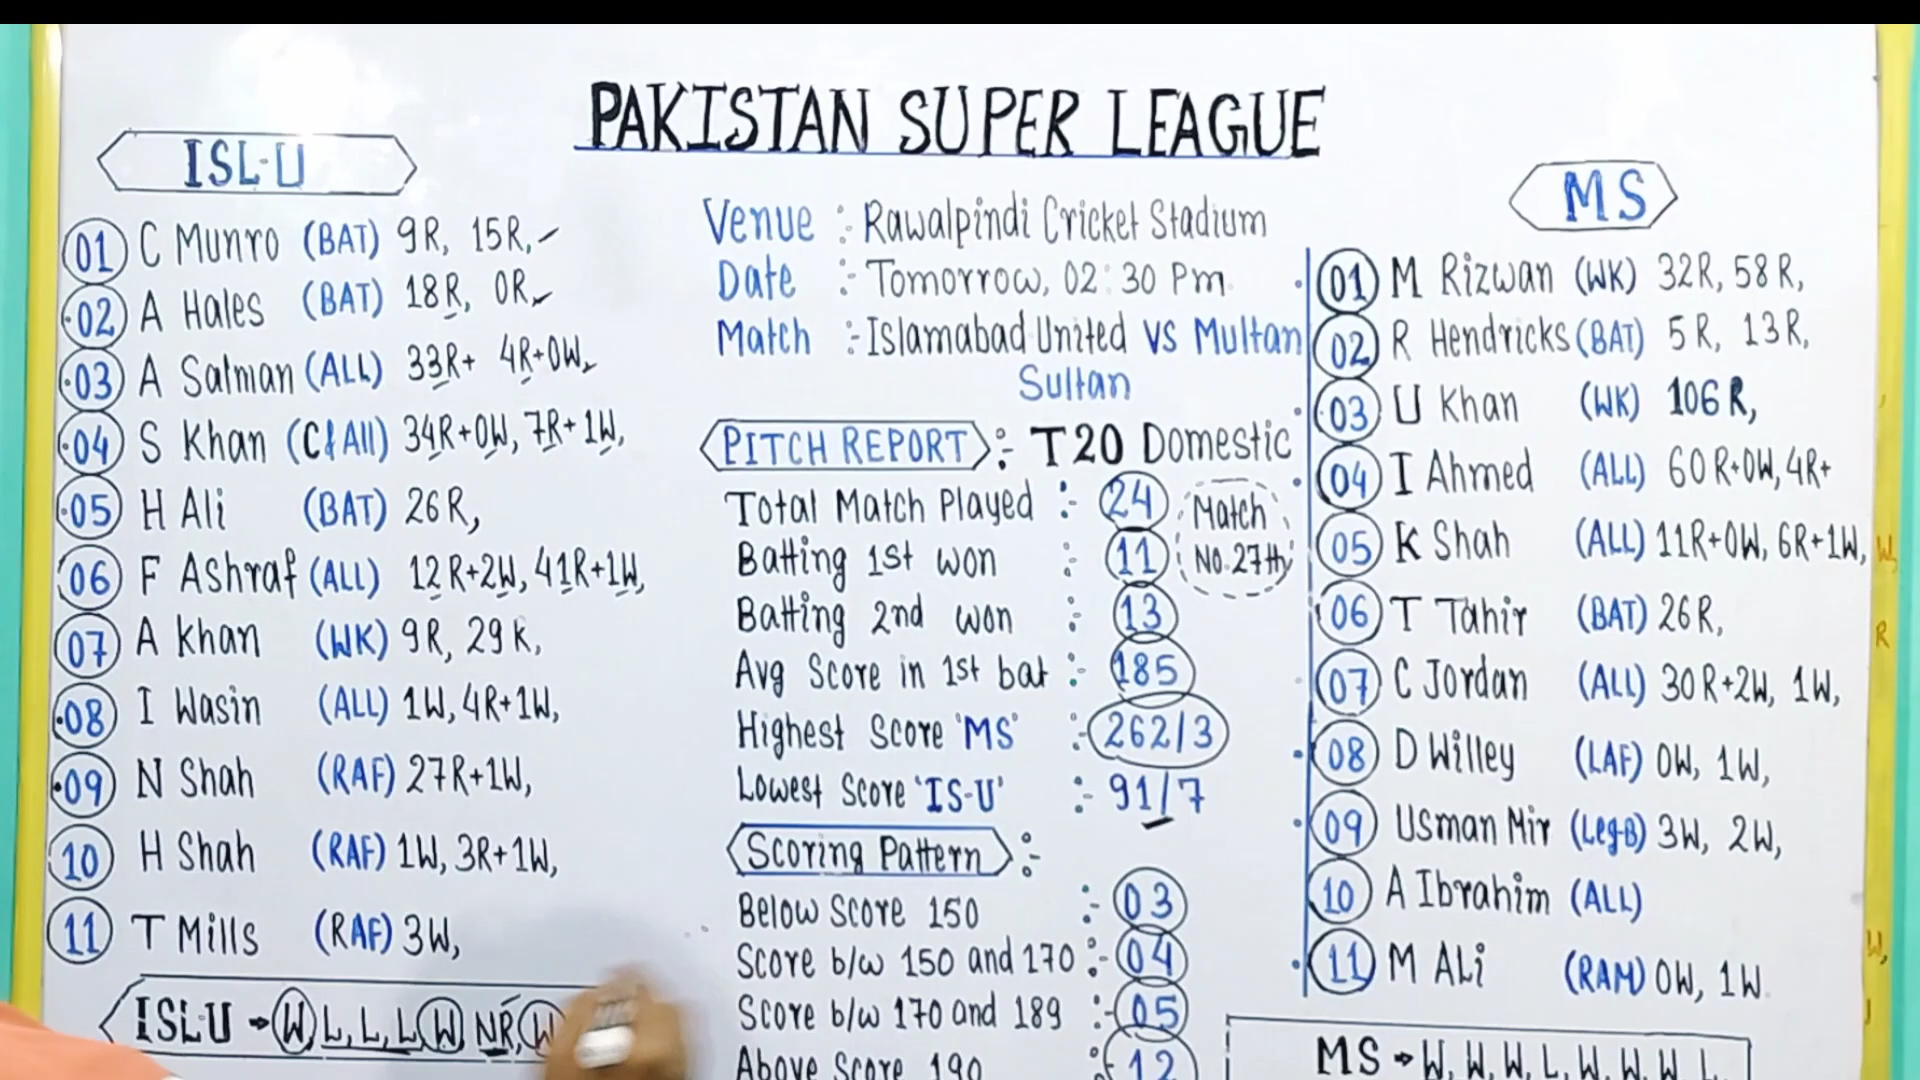 PAKISTAN SUPER LEAGUE
ISL-U
01 C Munro (BAT) 9R, 15R,
02 A Hales (BAT) 18R, 0R,
03 A Salman (ALL) 33R+ 4R+0W,
04 S Khan (C&All) 34R+0W, 7R+1W,
05 H Ali (BAT) 26R,
06 F Ashraf (ALL) 12R+2W, 41R+1W,
07 A Khan (WK) 9R, 29R,
08 I Wasin (ALL) 1W, 4R+1W,
09 N Shah (RAF) 27R+1W,
10 H Shah (RAF) 1W, 3R+1W,
11 T Mills (RAF) 3W,
ISL-U → W, L, L, L, W, NR, W
Venue : Rawalpindi Cricket Stadium
Date : Tomorrow, 02:30 Pm
Match :- Islamabad United VS Multan
Sultan
PITCH REPORT :- T20 Domestic
Total Match Played :- 24
Match
No. 27th
Batting 1st won : 11
Batting 2nd won : 13
Avg Score in 1st bat :- 185
Highest Score 'MS' :- 262/3
Lowest Score 'IS-U' :- 91/7
Scoring Pattern :-
Below Score 150 :- 03
Score b/w 150 and 170 :- 04
Score b/w 170 and 189 :- 05
Above Score 190 :- 12
MS
01 M Rizwan (WK) 32R, 58R,
02 R Hendricks (BAT) 5R, 13R,
03 U Khan (WK) 106R,
04 I Ahmed (ALL) 60R+0W, 4R+
05 K Shah (ALL) 11R+0W, 6R+1W,
06 T Tahir (BAT) 26R,
07 C Jordan (ALL) 30R+2W, 1W,
08 D Willey (LAF) 0W, 1W,
09 Usman Mir (Leg-B) 3W, 2W,
10 A Ibrahim (ALL)
11 M ALi (RAM) 0W, 1W
MS → W, W, W, L, W, W, W, L,